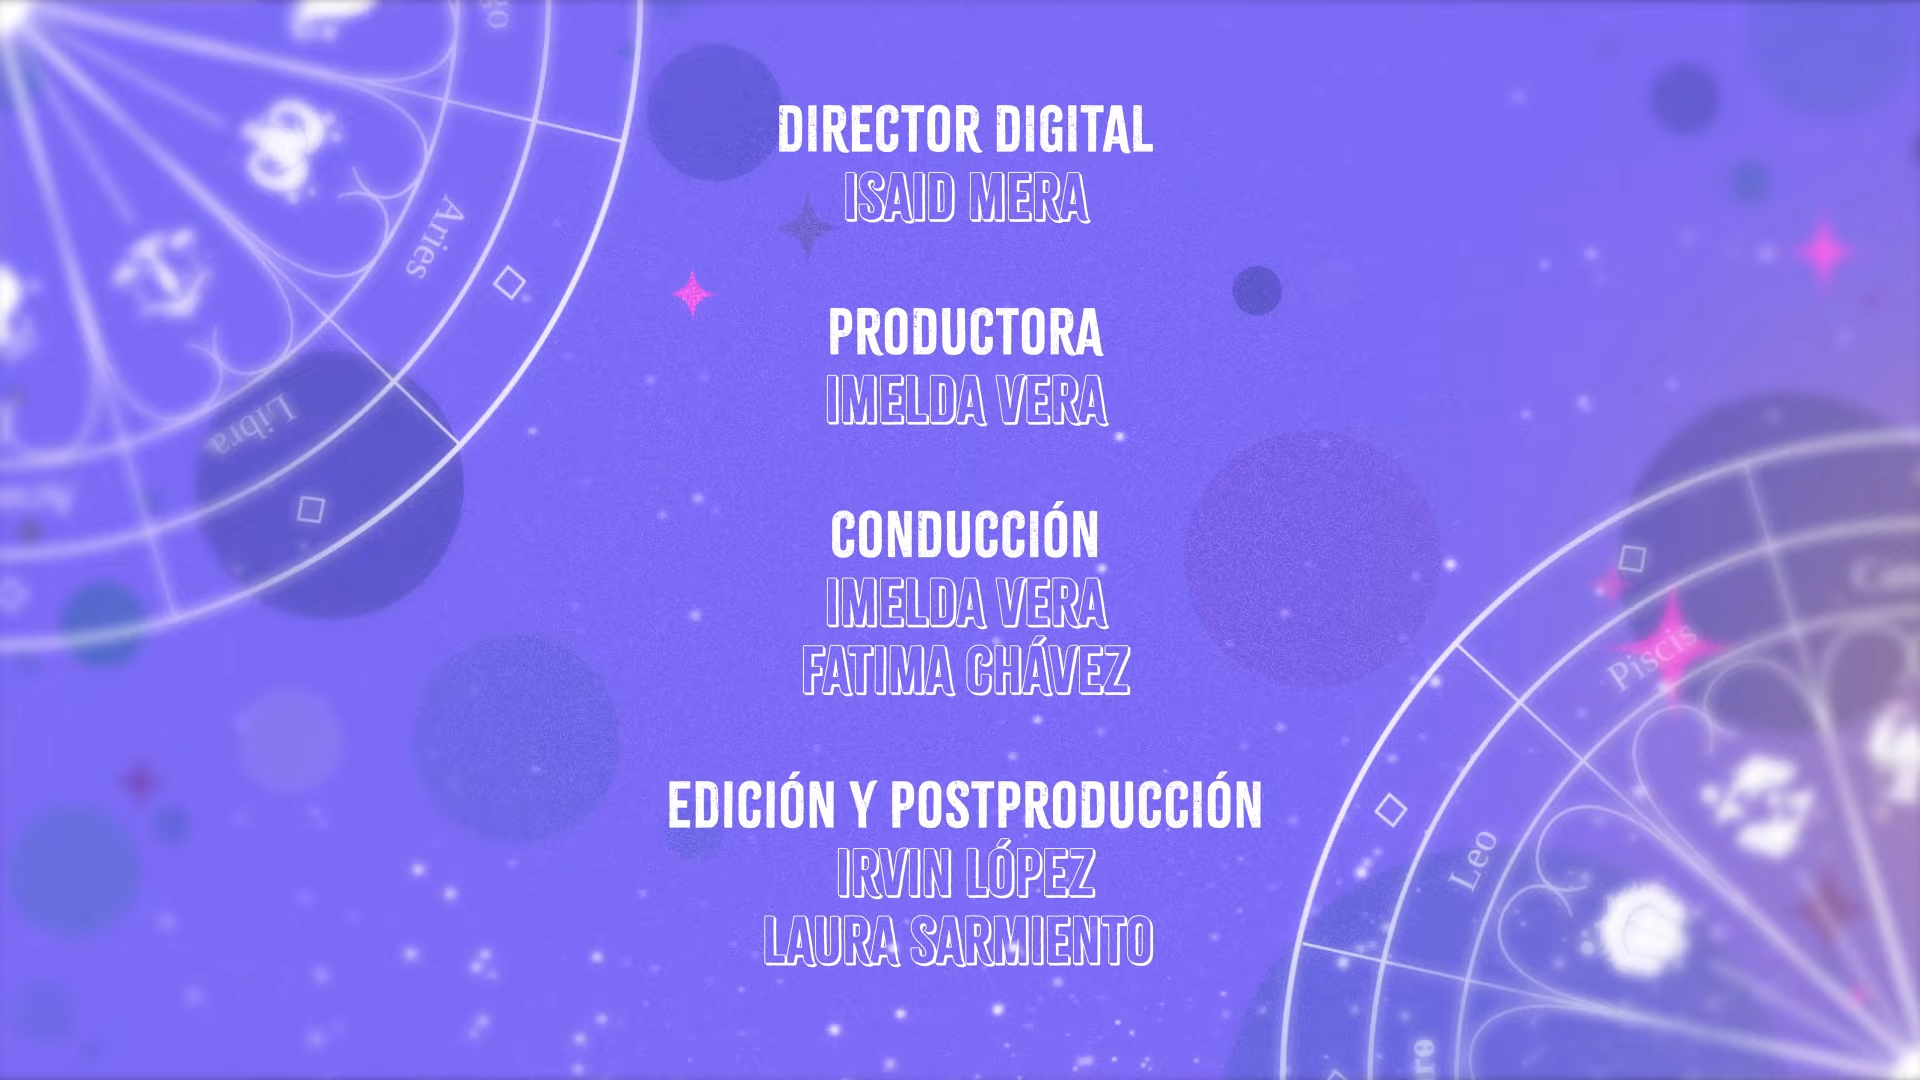 DIRECTOR DIGITAL
ISAID MERA
PRODUCTORA
IMELDA VERA
CONDUCCIÓN
IMELDA VERA
FATIMA CHÁVEZ
EDICIÓN Y POSTPRODUCCIÓN
IRVIN LÓPEZ
LAURA SARMIENTO
Aries
Libra
Piscis
Leo